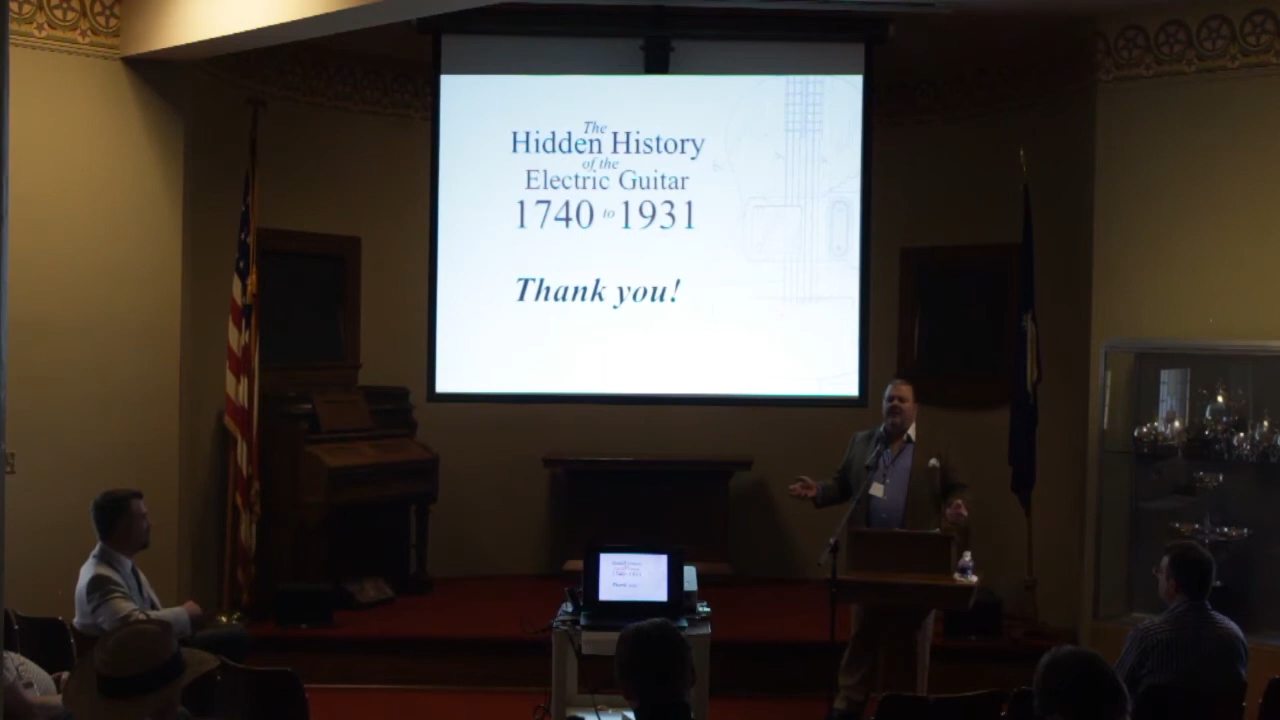 The
Hidden History
of the
Electric Guitar
1740 to 1931
Thank you!